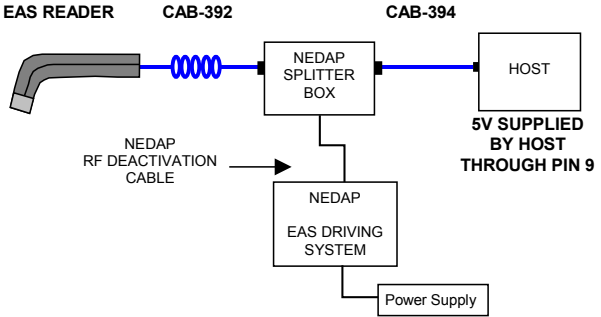 EAS READER
CAB-392
CAB-394
NEDAP
SPLITTER
BOX
HOST
5V SUPPLIED
BY HOST
THROUGH PIN 9
NEDAP
RF DEACTIVATION
CABLE
NEDAP
EAS DRIVING
SYSTEM
Power Supply